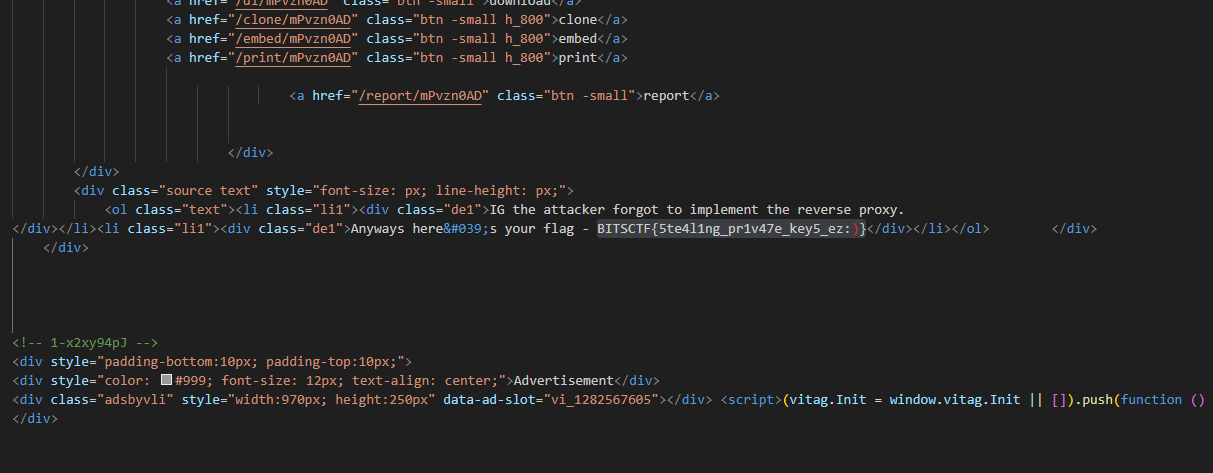 <a href="/dl/mPvzn0AD" class="btn -small">download</a>
<a href="/clone/mPvzn0AD" class="btn -small h_800">clone</a>
<a href="/embed/mPvzn0AD" class="btn -small h_800">embed</a>
<a href="/print/mPvzn0AD" class="btn -small h_800">print</a>
<a href="/report/mPvzn0AD" class="btn -small">report</a>
</div>
</div>
<div class="source text" style="font-size: px; line-height: px;">
<ol class="text"><li class="li1"><div class="de1">IG the attacker forgot to implement the reverse proxy.
</div></li><li class="li1"><div class="de1">Anyways here&#039;s your flag - BITSCTF{5te4l1ng_pr1v47e_key5_ez:)}</div></li></ol> </div>
</div>
<!-- 1-x2xy94pJ -->
<div style="padding-bottom:10px; padding-top:10px;">
<div style="color: #999; font-size: 12px; text-align: center;">Advertisement</div>
<div class="adsbyvli" style="width:970px; height:250px" data-ad-slot="vi_1282567605"></div> <script>(vitag.Init = window.vitag.Init || []).push(function ()
</div>